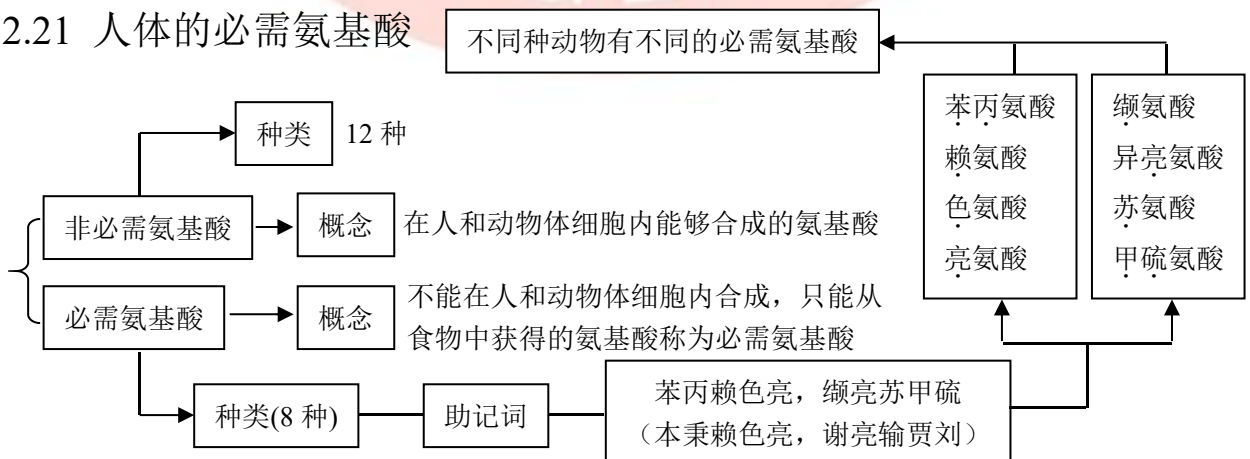 2.21 人体的必需氨基酸
不同种动物有不同的必需氨基酸
种类 12 种
非必需氨基酸 概念 在人和动物体细胞内能够合成的氨基酸
必需氨基酸 概念 不能在人和动物体细胞内合成，只能从
食物中获得的氨基酸称为必需氨基酸
种类(8 种) 助记词 苯丙赖色亮，缬亮苏甲硫
（本秉赖色亮，谢亮输贾刘）
苯丙氨酸
赖氨酸
色氨酸
亮氨酸
缬氨酸
异亮氨酸
苏氨酸
甲硫氨酸